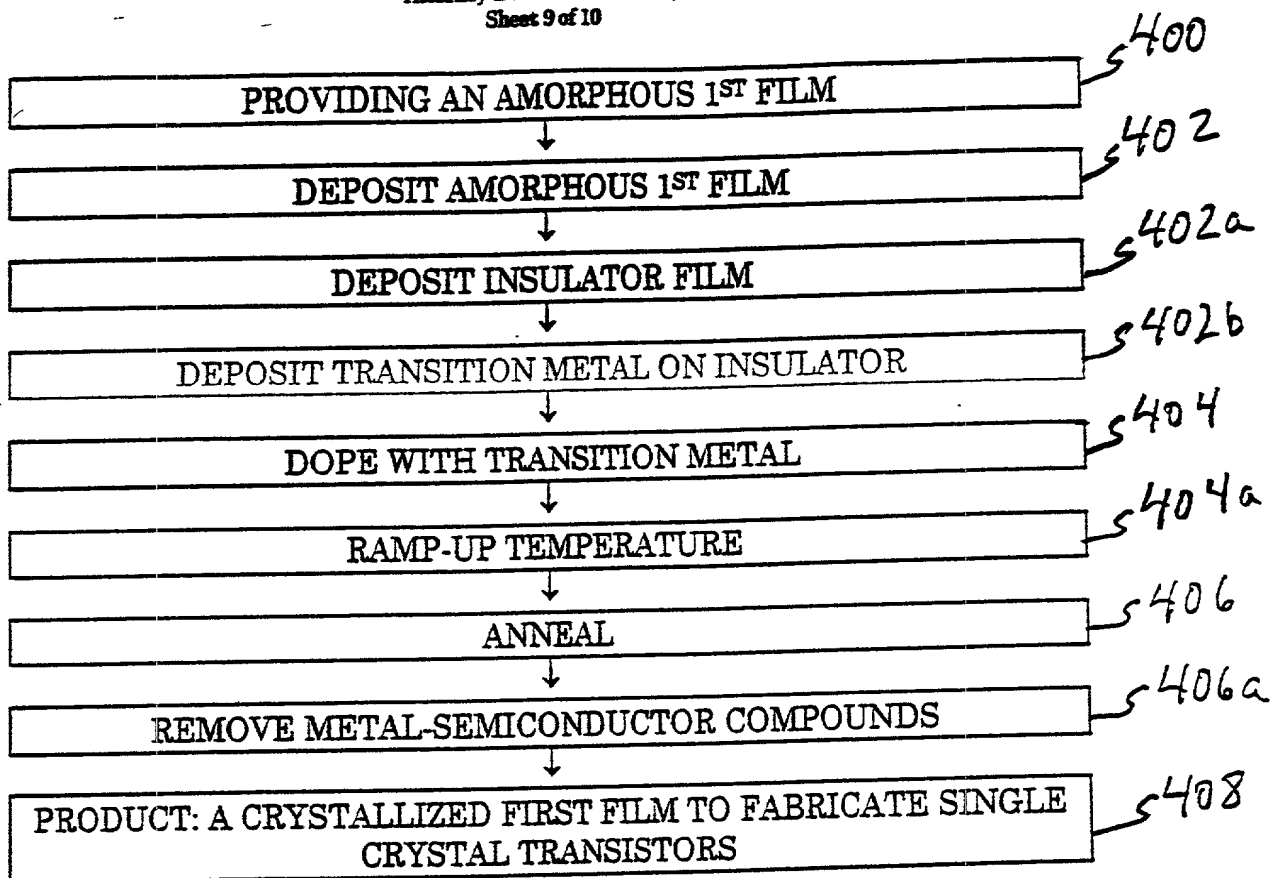 Sheet 9 of 10
400
PROVIDING AN AMORPHOUS 1ST FILM
402
DEPOSIT AMORPHOUS 1ST FILM
402a
DEPOSIT INSULATOR FILM
402b
DEPOSIT TRANSITION METAL ON INSULATOR
404
DOPE WITH TRANSITION METAL
404a
RAMP-UP TEMPERATURE
406
ANNEAL
406a
REMOVE METAL-SEMICONDUCTOR COMPOUNDS
408
PRODUCT: A CRYSTALLIZED FIRST FILM TO FABRICATE SINGLE
CRYSTAL TRANSISTORS